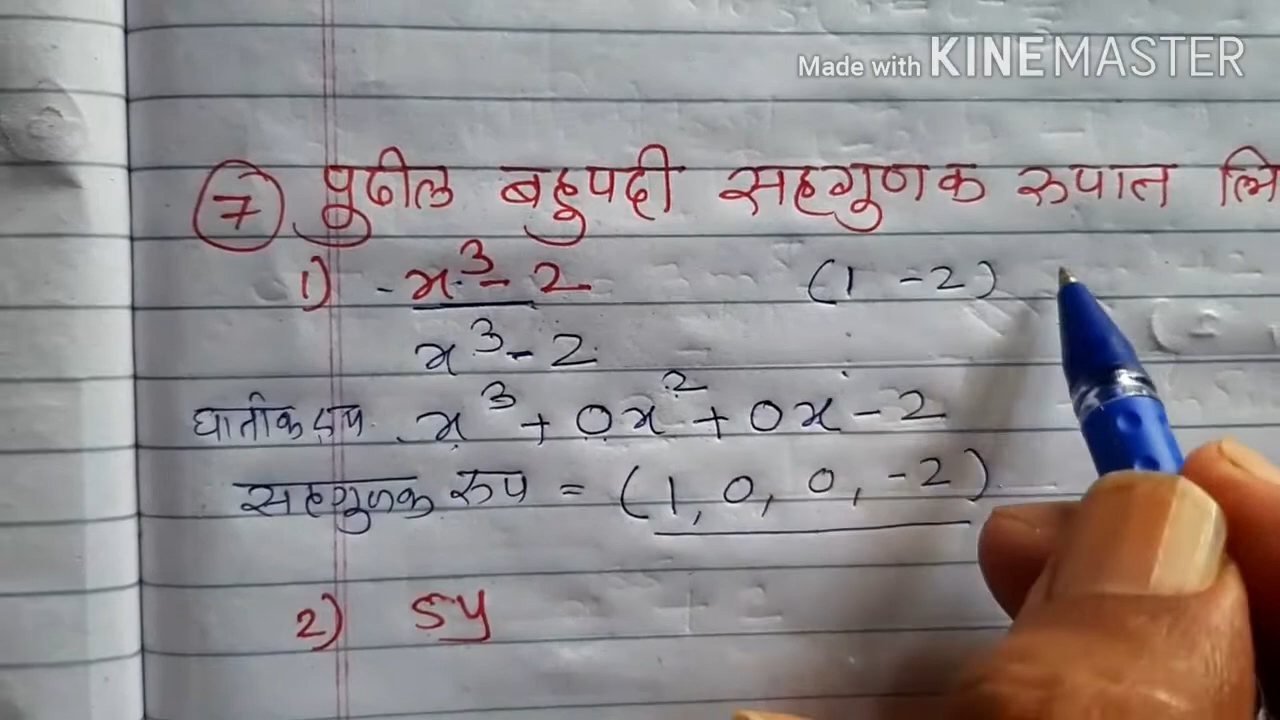 Made with KINEMASTER
7 पुढील बहुपदी सहगुणक रुपात लि
1) x³ - 2 (1 -2)
x³ - 2
घातांक रूप x³ + 0x² + 0x - 2
सहगुणक रुप = (1, 0, 0, -2)
2) 5y